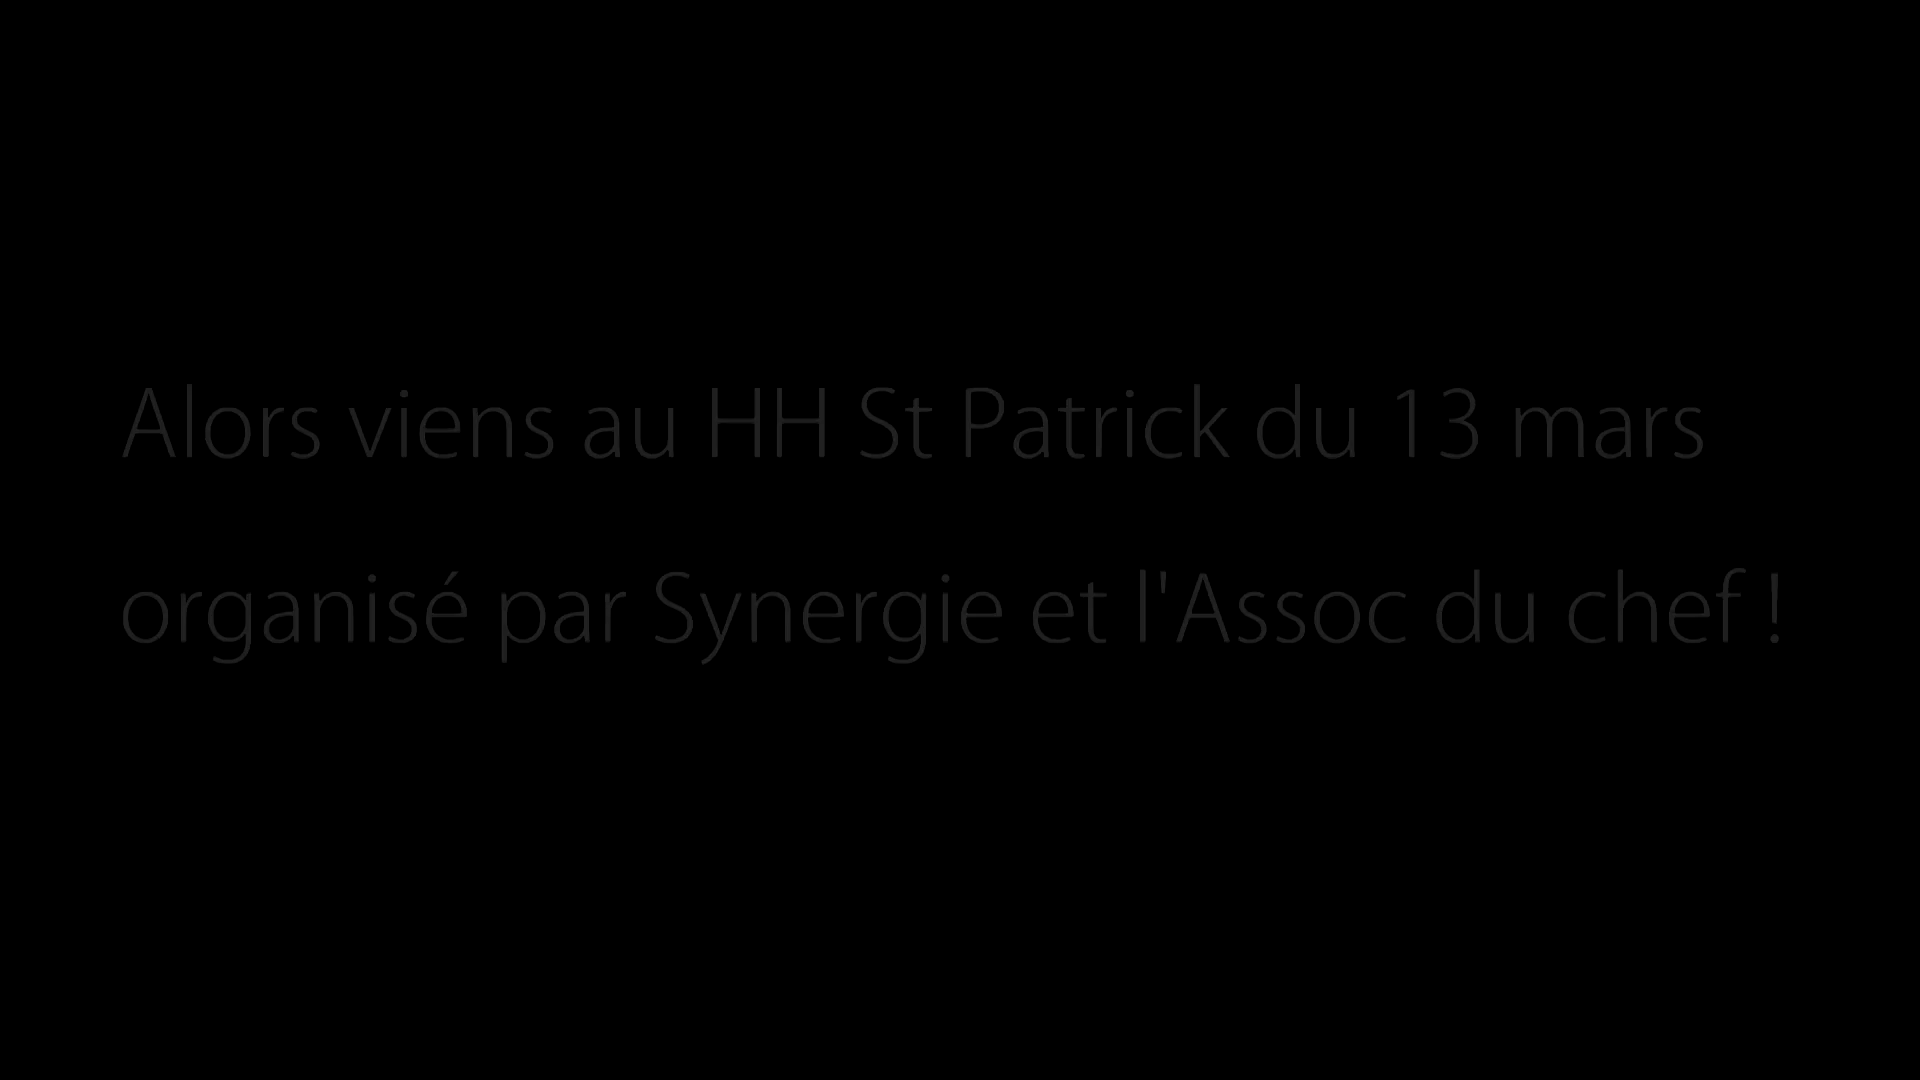 Alors viens au HH St Patrick du 13 mars
organisé par Synergie et l'Assoc du chef !